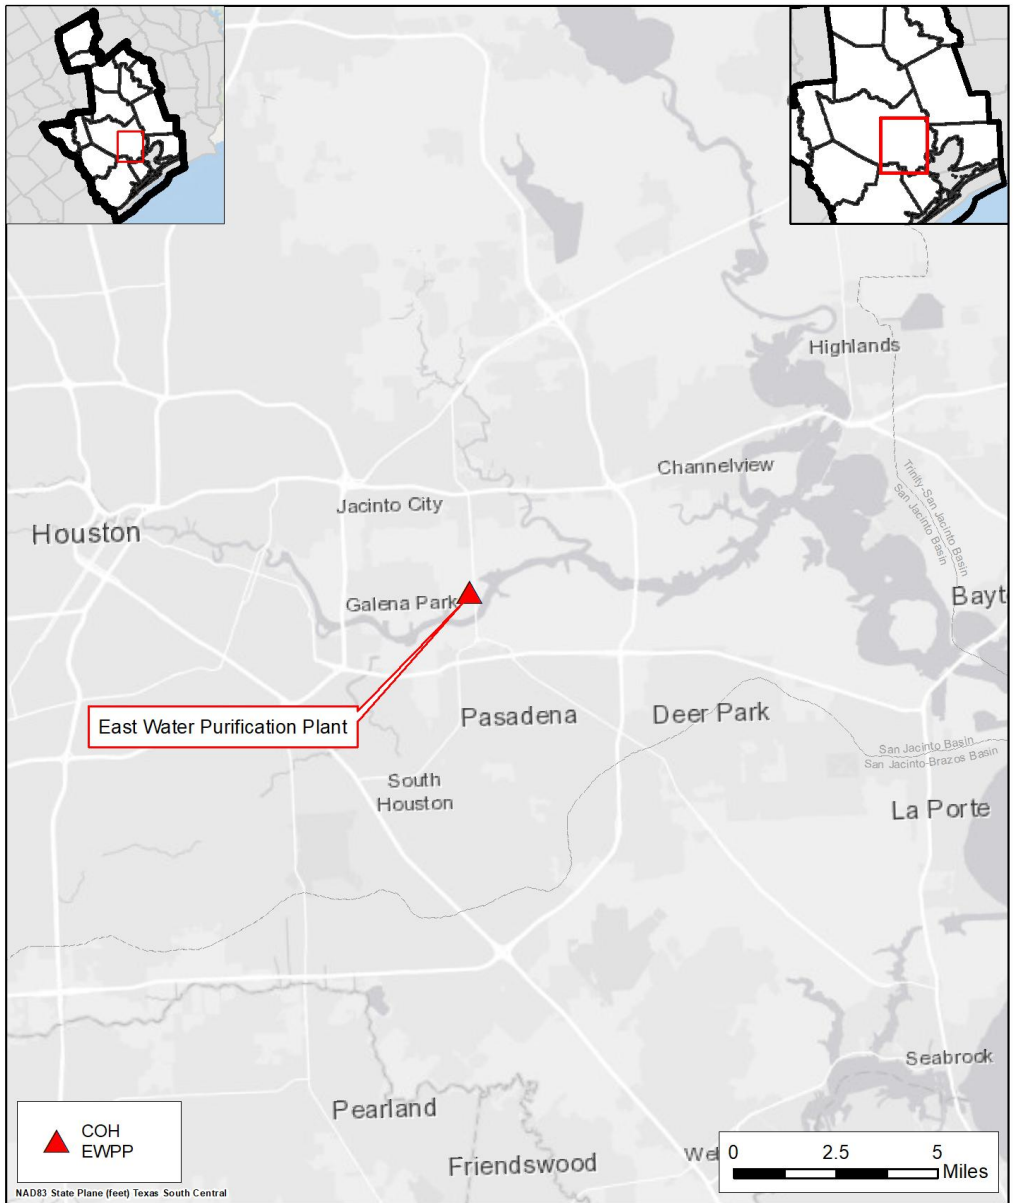 Highlands
Channelview
Jacinto City
Trinity-San Jacinto Basin
San Jacinto Basin
Houston
Galena Park
Bayt
East Water Purification Plant
Pasadena
Deer Park
San Jacinto Basin
San Jacinto-Brazos Basin
South
Houston
La Porte
Seabrook
Pearland
Friendswood
We
COH
EWPP
0 2.5 5
Miles
NAD83 State Plane (feet) Texas South Central